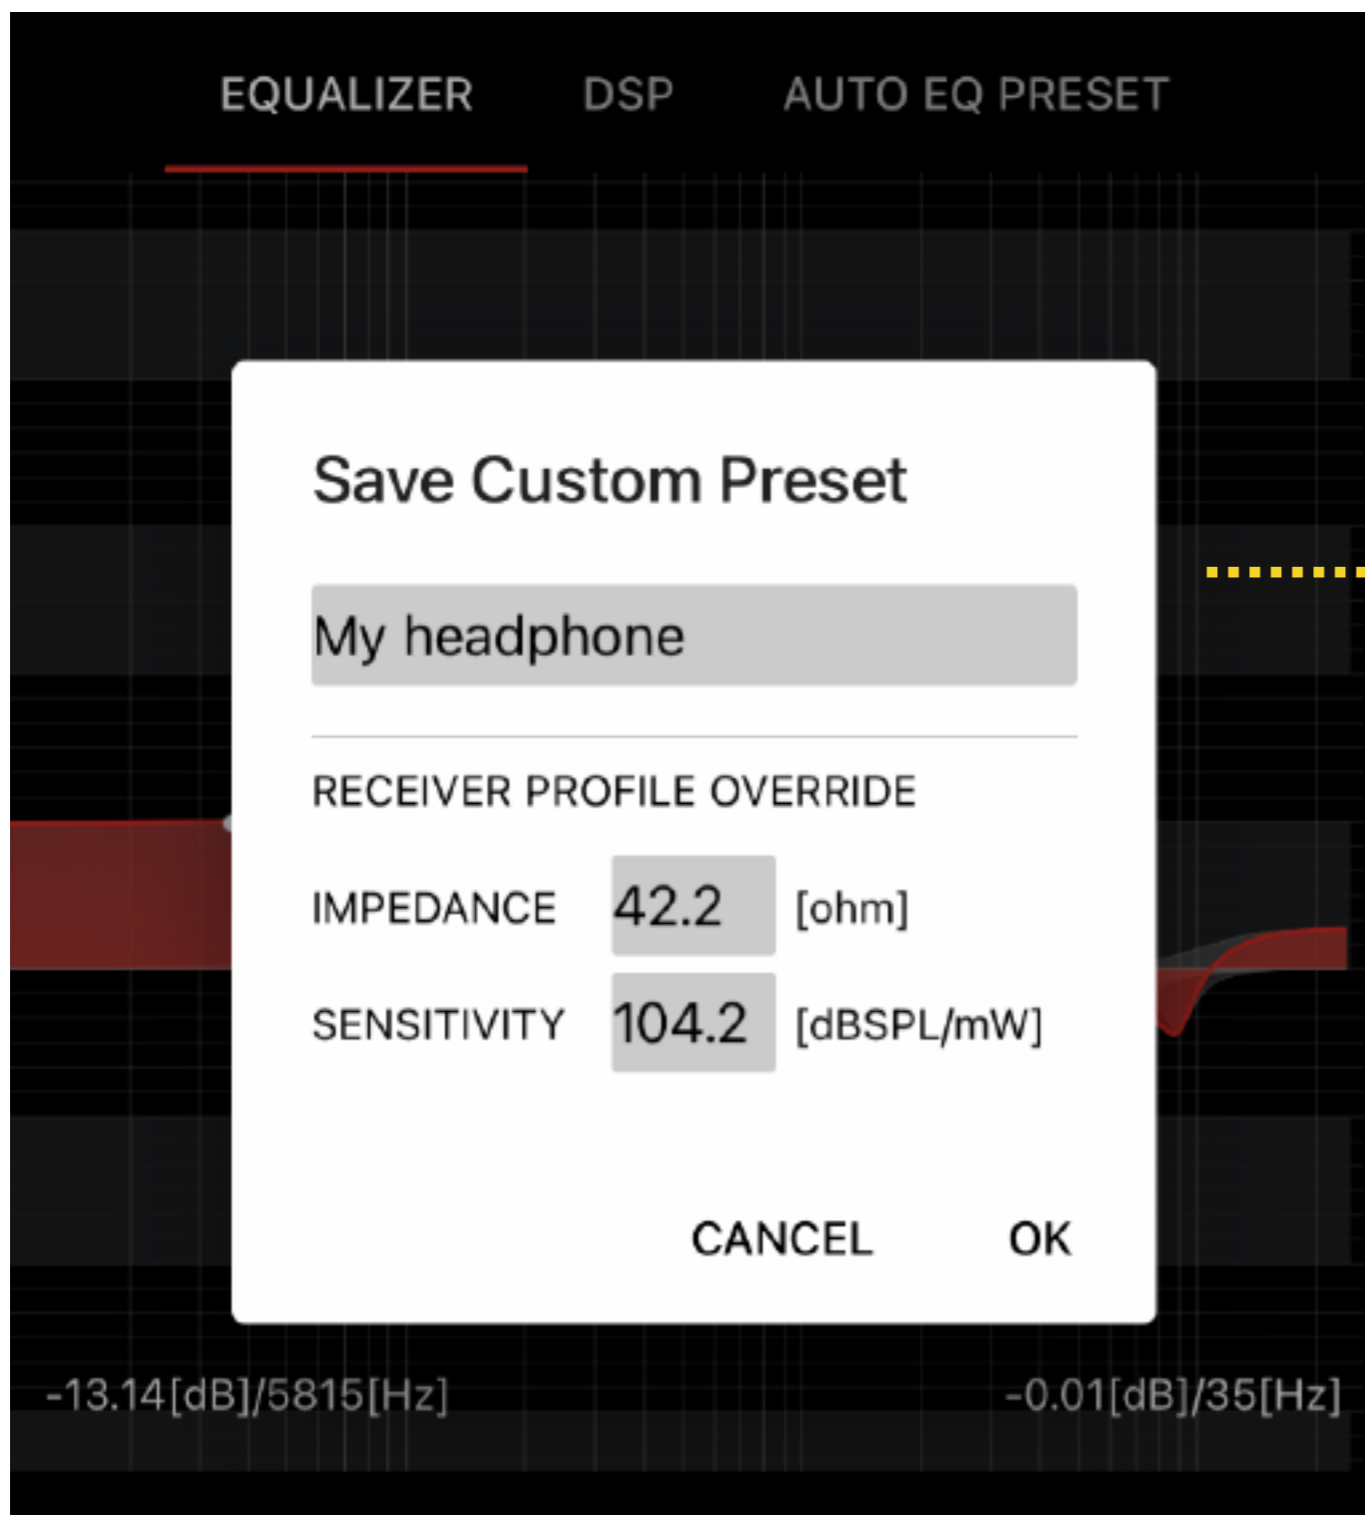 EQUALIZER DSP AUTO EQ PRESET
Save Custom Preset
My headphone
RECEIVER PROFILE OVERRIDE
IMPEDANCE 42.2 [ohm]
SENSITIVITY 104.2 [dBSPL/mW]
CANCEL OK
-13.14[dB]/5815[Hz] -0.01[dB]/35[Hz]